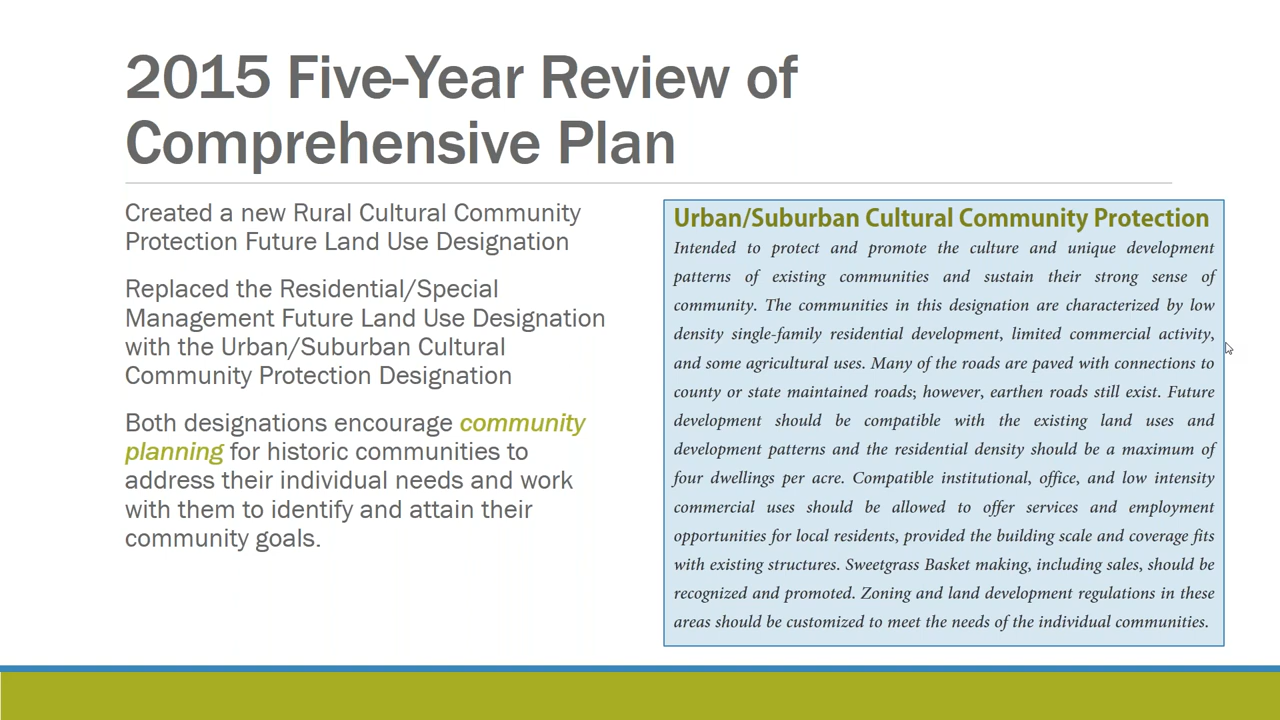 2015 Five-Year Review of
Comprehensive Plan
Created a new Rural Cultural Community
Protection Future Land Use Designation
Replaced the Residential/Special
Management Future Land Use Designation
with the Urban/Suburban Cultural
Community Protection Designation
Both designations encourage community
planning for historic communities to
address their individual needs and work
with them to identify and attain their
community goals.
Urban/Suburban Cultural Community Protection
Intended to protect and promote the culture and unique development
patterns of existing communities and sustain their strong sense of
community. The communities in this designation are characterized by low
density single-family residential development, limited commercial activity,
and some agricultural uses. Many of the roads are paved with connections to
county or state maintained roads; however, earthen roads still exist. Future
development should be compatible with the existing land uses and
development patterns and the residential density should be a maximum of
four dwellings per acre. Compatible institutional, office, and low intensity
commercial uses should be allowed to offer services and employment
opportunities for local residents, provided the building scale and coverage fits
with existing structures. Sweetgrass Basket making, including sales, should be
recognized and promoted. Zoning and land development regulations in these
areas should be customized to meet the needs of the individual communities.